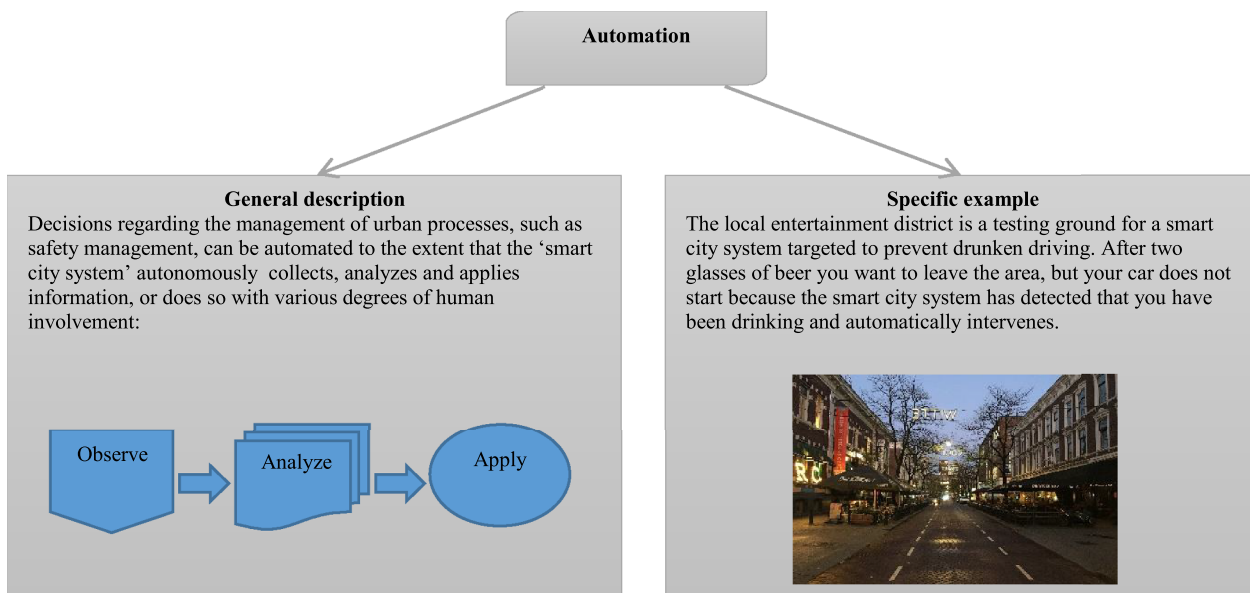 Automation
General description
Decisions regarding the management of urban processes, such as
safety management, can be automated to the extent that the ‘smart
city system’ autonomously  collects, analyzes and applies
information, or does so with various degrees of human
involvement:
Observe
Analyze
Apply
Specific example
The local entertainment district is a testing ground for a smart
city system targeted to prevent drunken driving. After two
glasses of beer you want to leave the area, but your car does not
start because the smart city system has detected that you have
been drinking and automatically intervenes.